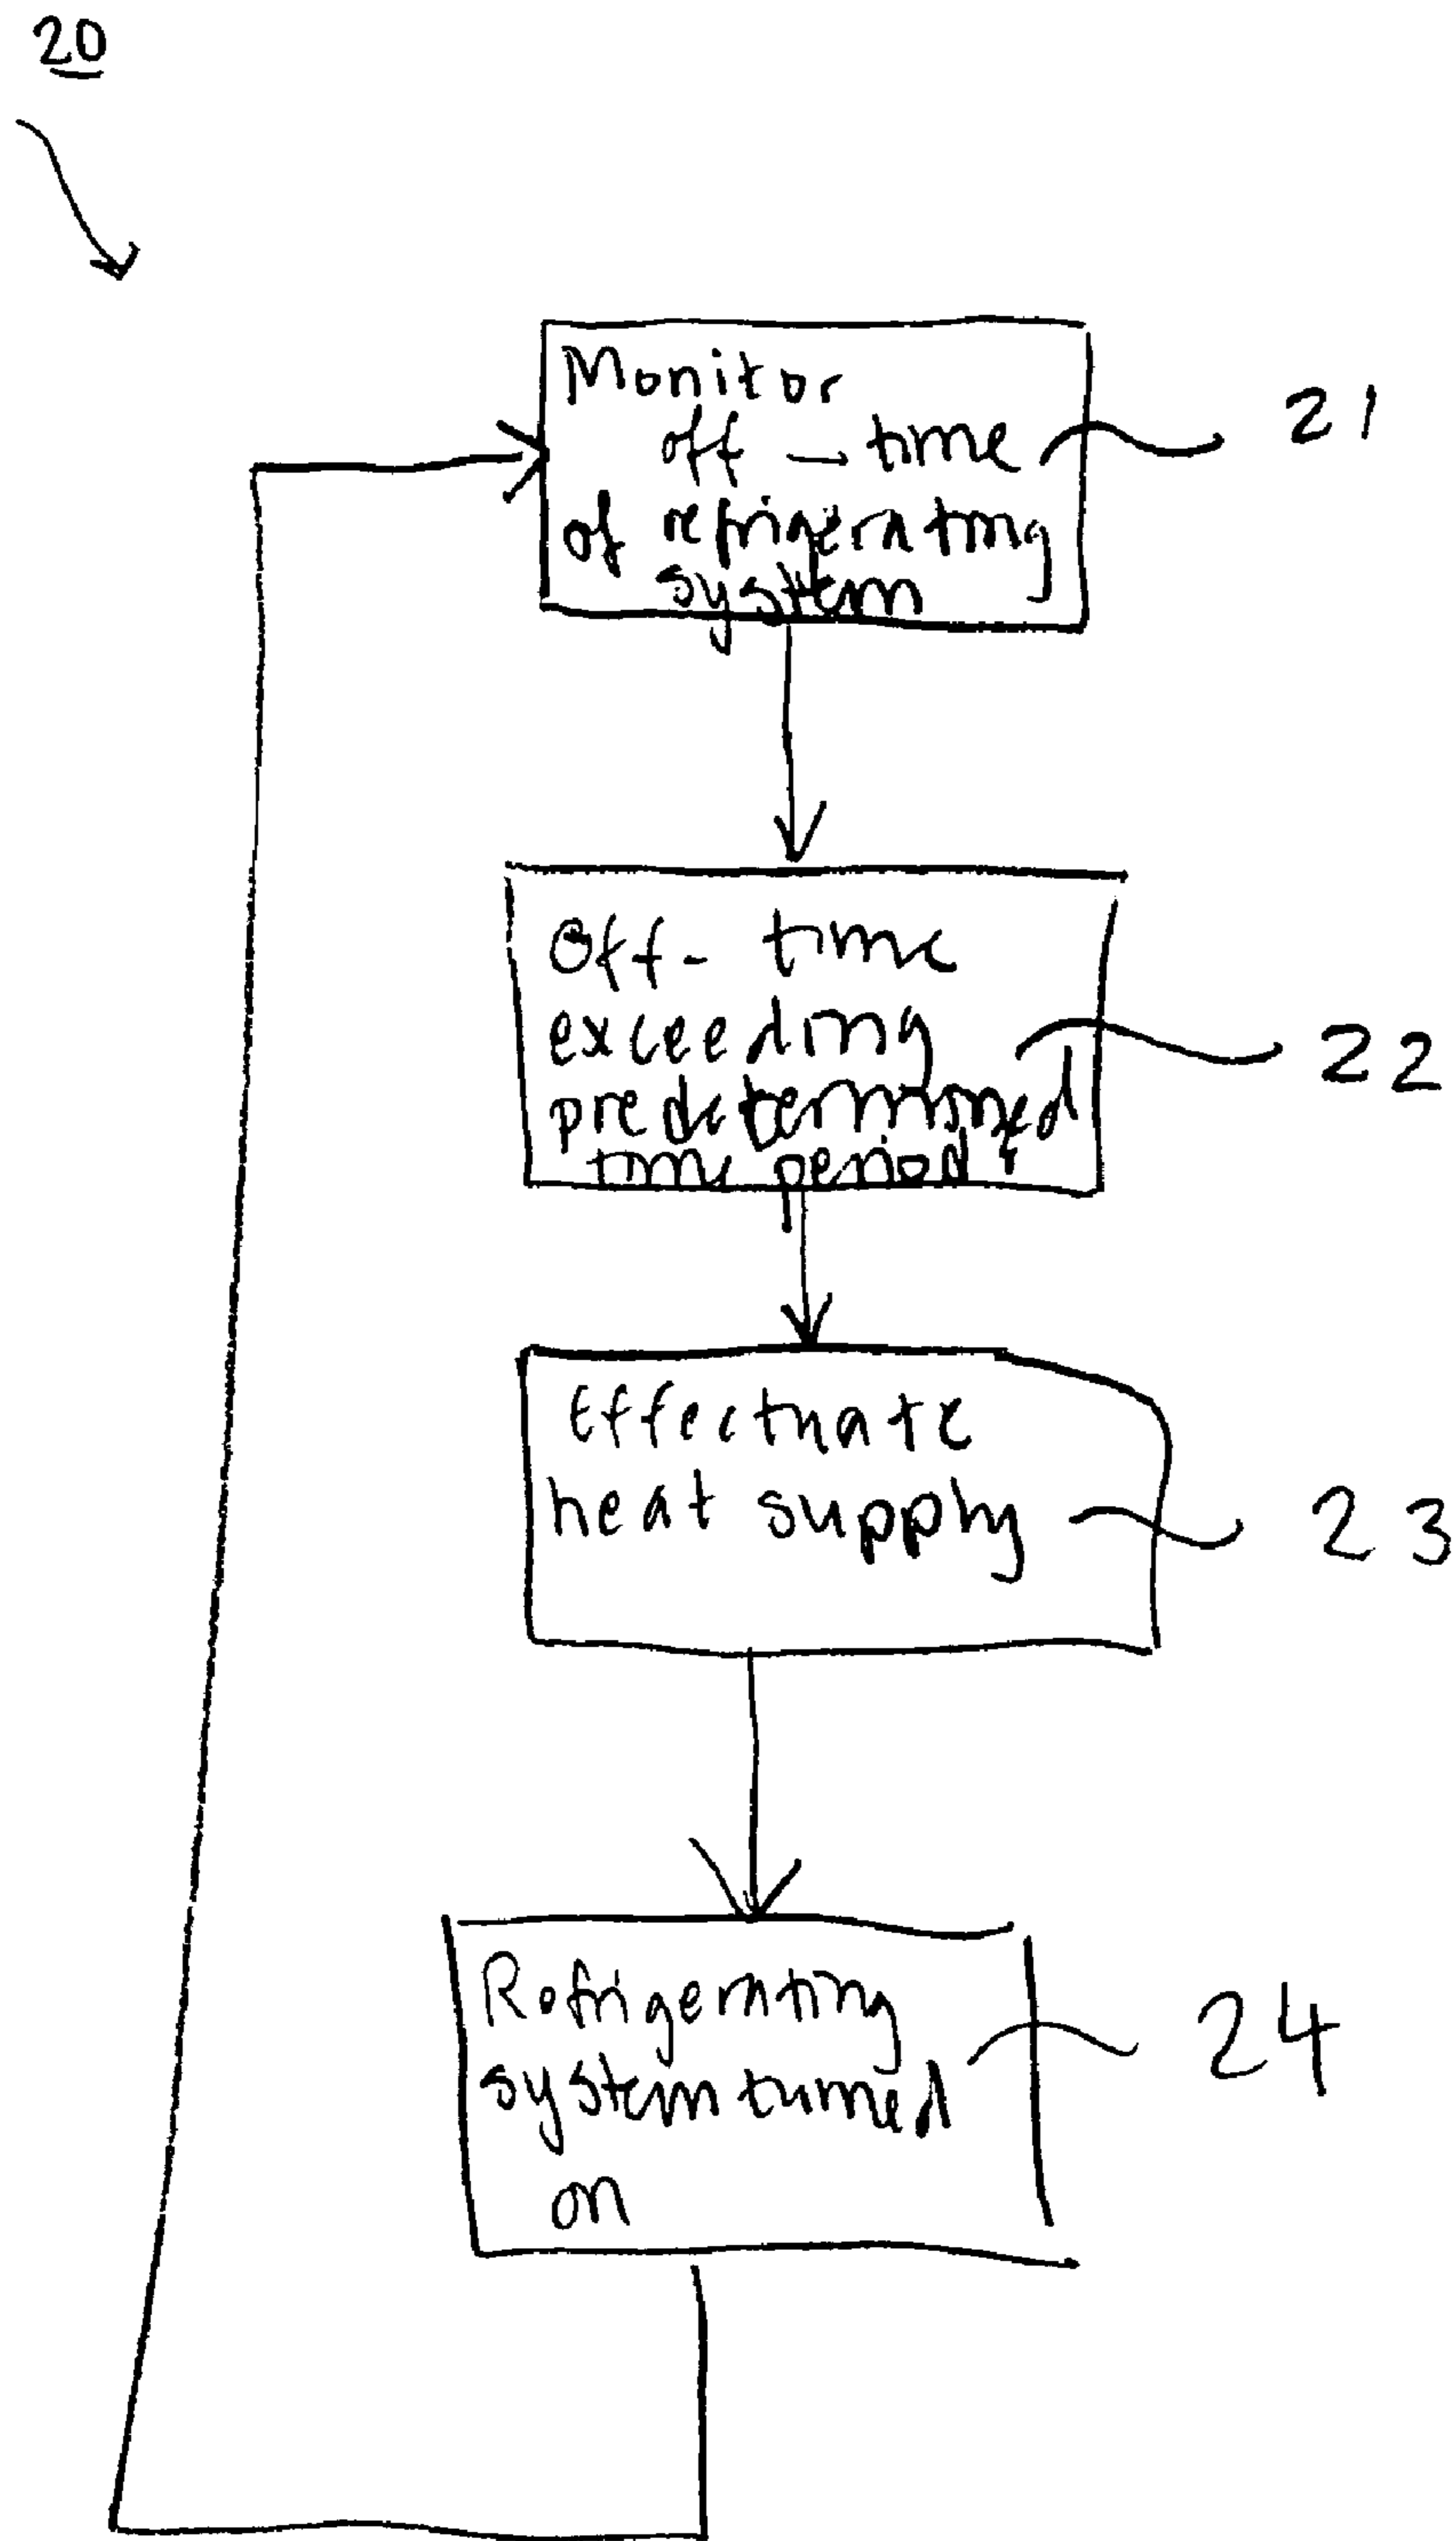 20
Monitor
off - time
of refrigerating
system
21
Off- time
exceeding
predetermined
time period?
22
Effectuate
heat supply
23
Refrigerating
system turned
on
24